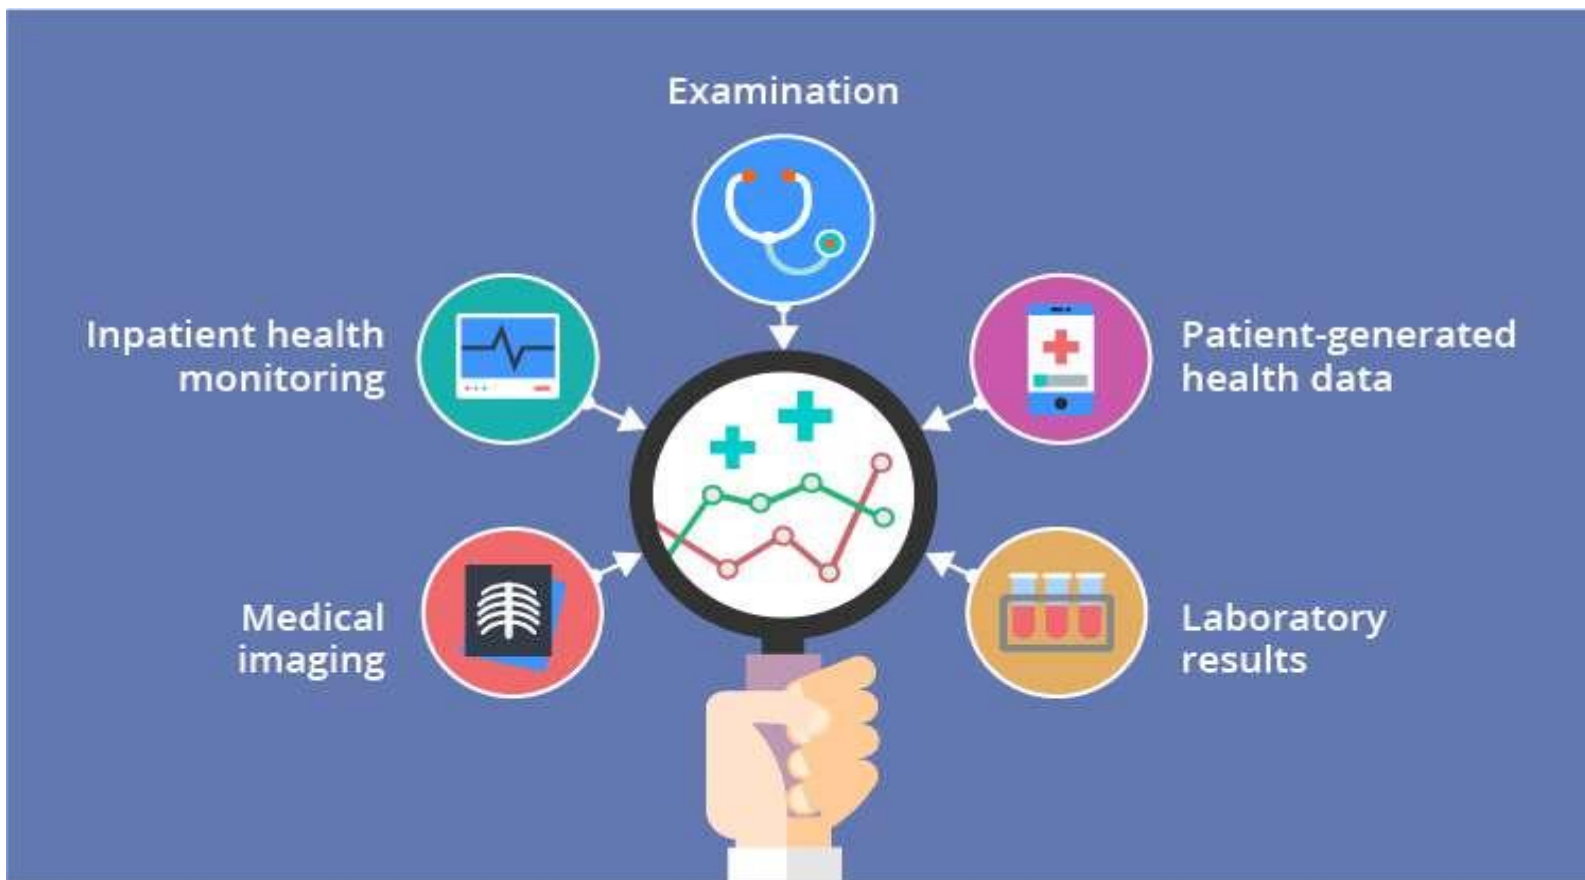 Examination
Inpatient health
monitoring
Patient-generated
health data
Medical
imaging
Laboratory
results